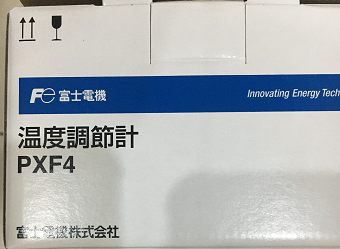 Fe 富士電機
Innovating Energy Tech
温度調節計
PXF4
富士電機株式会社